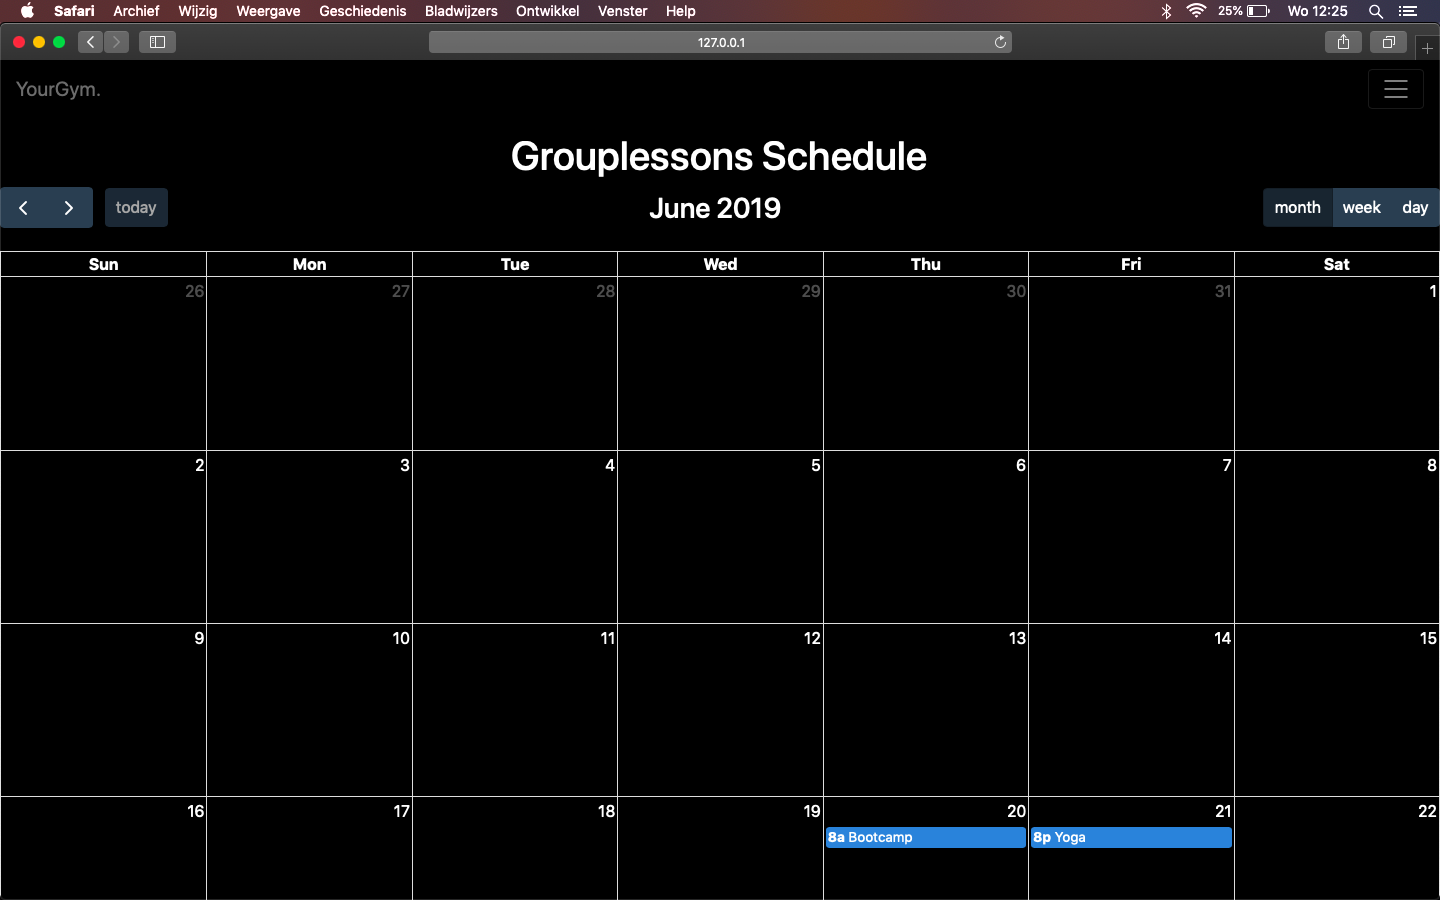 Safari Archief Wijzig Weergave Geschiedenis Bladwijzers Ontwikkel Venster Help 25% Wo 12:25
127.0.0.1
YourGym.
Grouplessons Schedule
today June 2019 month week day
Sun Mon Tue Wed Thu Fri Sat
26 27 28 29 30 31 1
2 3 4 5 6 7 8
9 10 11 12 13 14 15
16 17 18 19 20 21 22
8a Bootcamp 8p Yoga